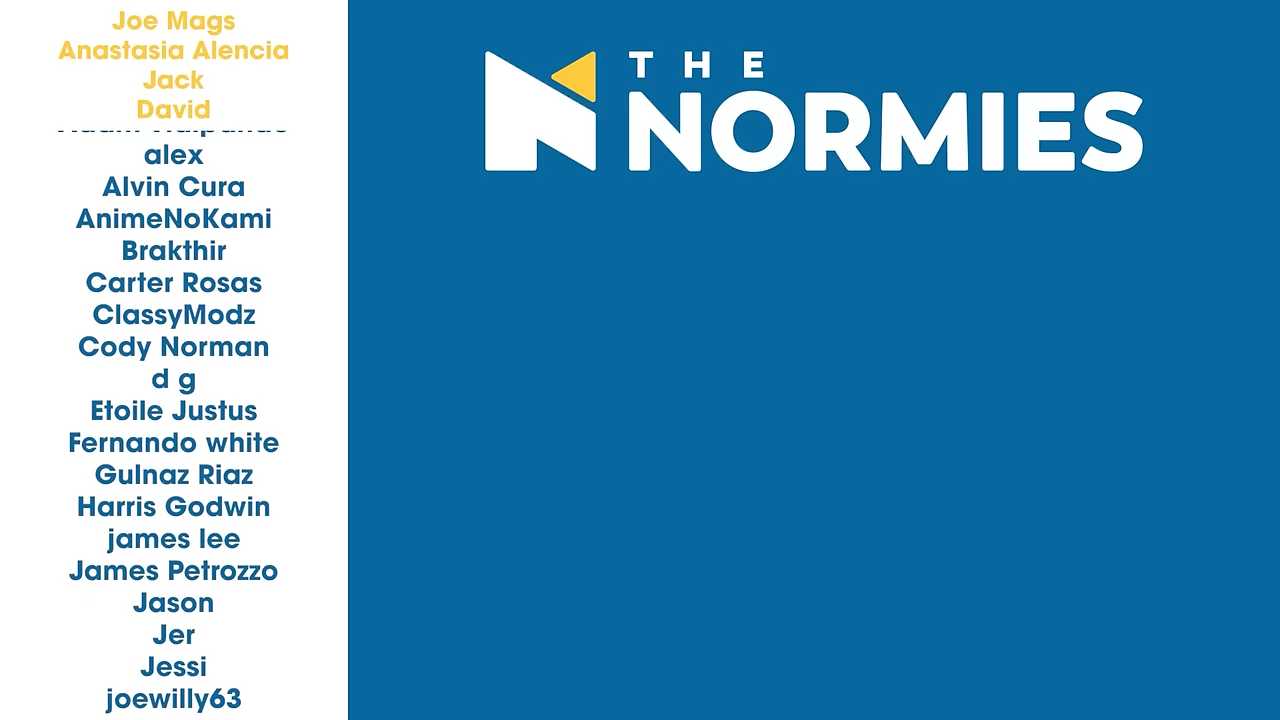 Joe Mags
Anastasia Alencia
Jack
David
alex
Alvin Cura
AnimeNoKami
Brakthir
Carter Rosas
ClassyModz
Cody Norman
d g
Etoile Justus
Fernando white
Gulnaz Riaz
Harris Godwin
james lee
James Petrozzo
Jason
Jer
Jessi
joewilly63
THE
NORMIES